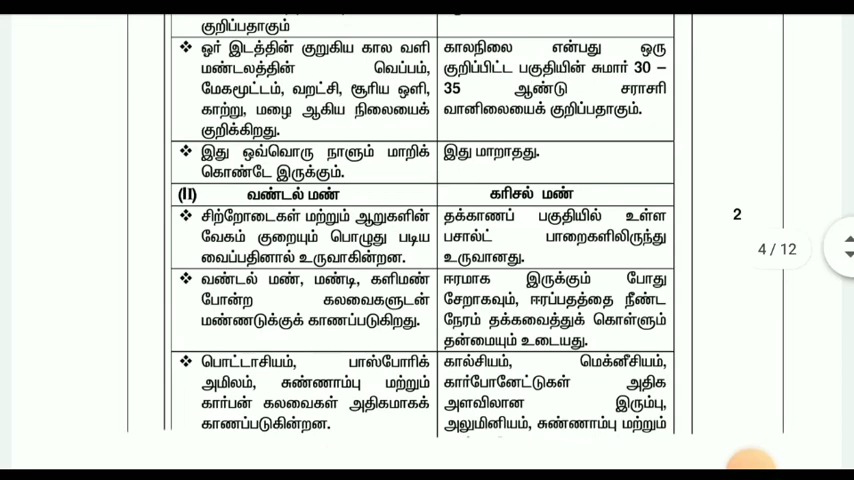 குறிப்பதாகும்
❖ ஓர் இடத்தின் குறுகிய கால வளி
மண்டலத்தின் வெப்பம்,
மேகமூட்டம், வறட்சி, சூரிய ஒளி,
காற்று, மழை ஆகிய நிலையைக்
குறிக்கிறது.
காலநிலை என்பது ஒரு
குறிப்பிட்ட பகுதியின் சுமார் 30 –
35 ஆண்டு சராசரி
வானிலையைக் குறிப்பதாகும்.
❖ இது ஒவ்வொரு நாளும் மாறிக்
கொண்டே இருக்கும்.
இது மாறாதது.
(II) வண்டல் மண்
கரிசல் மண்
❖ சிற்றோடைகள் மற்றும் ஆறுகளின்
வேகம் குறையும் பொழுது படிய
வைப்பதினால் உருவாகின்றன.
தக்காணப் பகுதியில் உள்ள
பசால்ட் பாறைகளிலிருந்து
உருவானது.
2
4 / 12
❖ வண்டல் மண், மண்டி, களிமண்
போன்ற கலவைகளுடன்
மண்ணடுக்குக் காணப்படுகிறது.
ஈரமாக இருக்கும் போது
சேறாகவும், ஈரப்பதத்தை நீண்ட
நேரம் தக்கவைத்துக் கொள்ளும்
தன்மையும் உடையது.
❖ பொட்டாசியம், பாஸ்போரிக்
அமிலம், சுண்ணாம்பு மற்றும்
கார்பன் கலவைகள் அதிகமாகக்
காணப்படுகின்றன.
கால்சியம், மெக்னீசியம்,
கார்போனேட்டுகள் அதிக
அளவிலான இரும்பு,
அலுமினியம், சுண்ணாம்பு மற்றும்